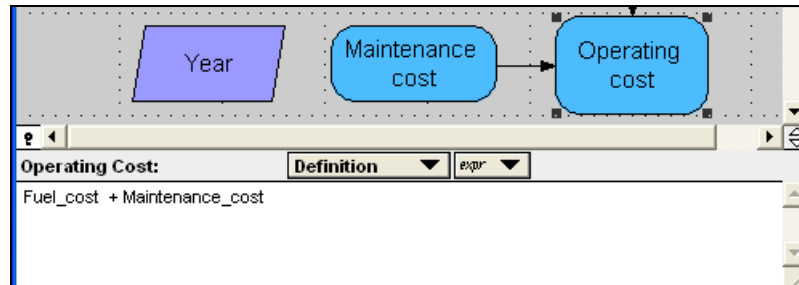 Year
Maintenance
cost
Operating
cost
Operating Cost:
Definition
expr
Fuel_cost + Maintenance_cost